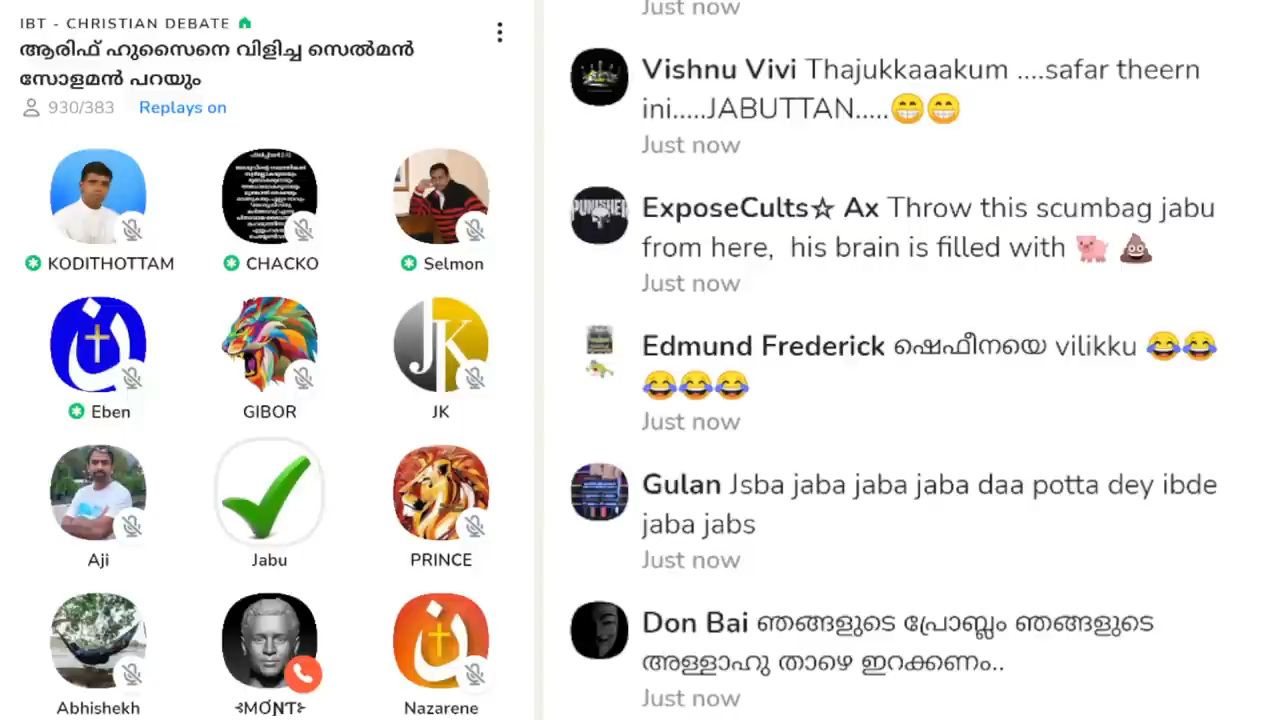 IBT - CHRISTIAN DEBATE
ആരിഫ് ഹുസൈനെ വിളിച്ച സെൽമൻ
സോളമൻ പറയും
930/383 Replays on
KODITHOTTAM CHACKO Selmon
Eben GIBOR JK
Aji Jabu PRINCE
Abhishekh ⊰MO֯NT⊱ Nazarene
Just now
Vishnu Vivi Thajukkaaakum ....safar theern
ini.....JABUTTAN.....😁😁
Just now
PUNISHER
ExposeCults☆ Ax Throw this scumbag jabu
from here, his brain is filled with 🐖 💩
Just now
Edmund Frederick ഷെഫീനയെ vilikku 😂😂
😂😂😂
Just now
Gulan Jsba jaba jaba jaba daa potta dey ibde
jaba jabs
Just now
Don Bai ഞങ്ങളുടെ പ്രോബ്ലം ഞങ്ങളുടെ
അള്ളാഹു താഴെ ഇറക്കണം..
Just now